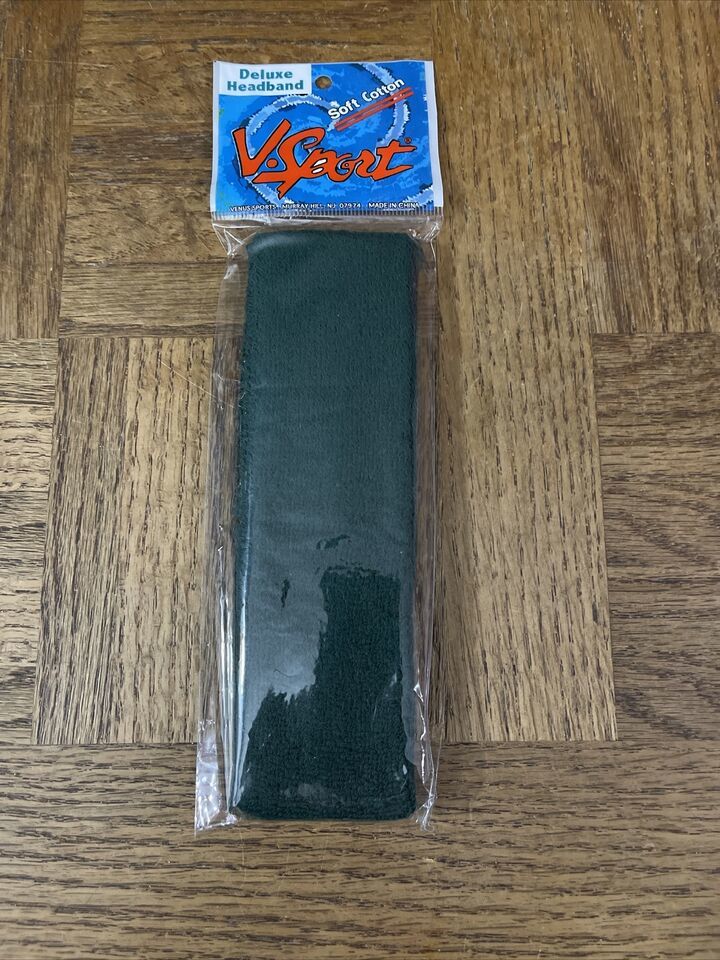 Deluxe
Headband
Soft Cotton
V·Sport®
VENUS SPORTS, MURRAY HILL, NJ 07974 MADE IN CHINA